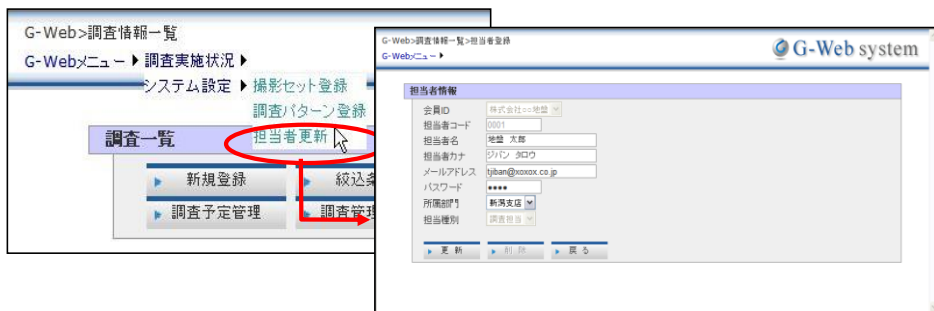 G-Web>調査情報一覧
G-Webメニュー 調査実施状況
システム設定 撮影セット登録
調査パターン登録
担当者更新
調査一覧
新規登録 絞込
調査予定管理 調査管理
G-Web>調査情報一覧>担当者登録
G-Webメニュー
G-Web system
担当者情報
会員ID 株式会社○○地盤
担当者コード 0001
担当者名 地盤 太郎
担当者カナ ジバン タロウ
メールアドレス tjiban@xoxox.co.jp
パスワード ●●●●
所属部門 新潟支店
担当種別 調査担当
更 新 削 除 戻 る